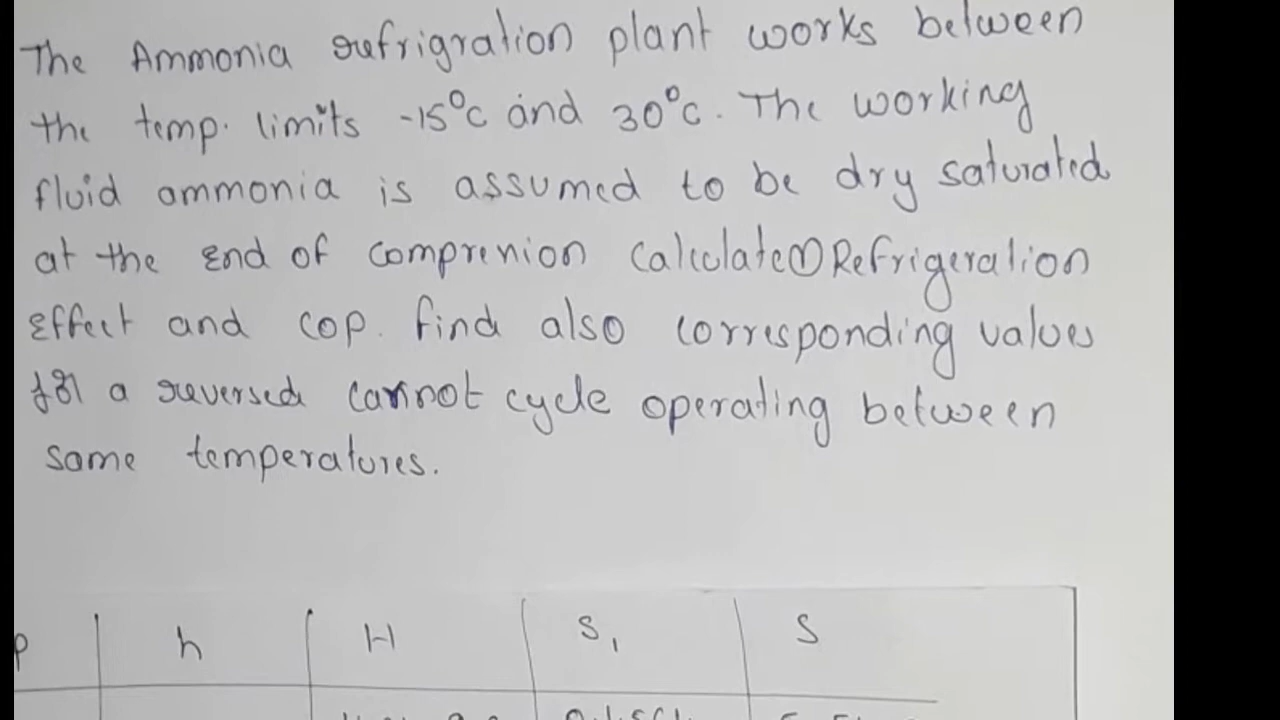 The Ammonia refrigration plant works between
the temp. limits -15°c and 30°c. The working
fluid ammonia is assumed to be dry saturated
at the end of compression Calculate ① Refrigeration
Effect and COP. find also corresponding values
for a reversed carnot cycle operating between
same temperatures.
P h H S₁ S